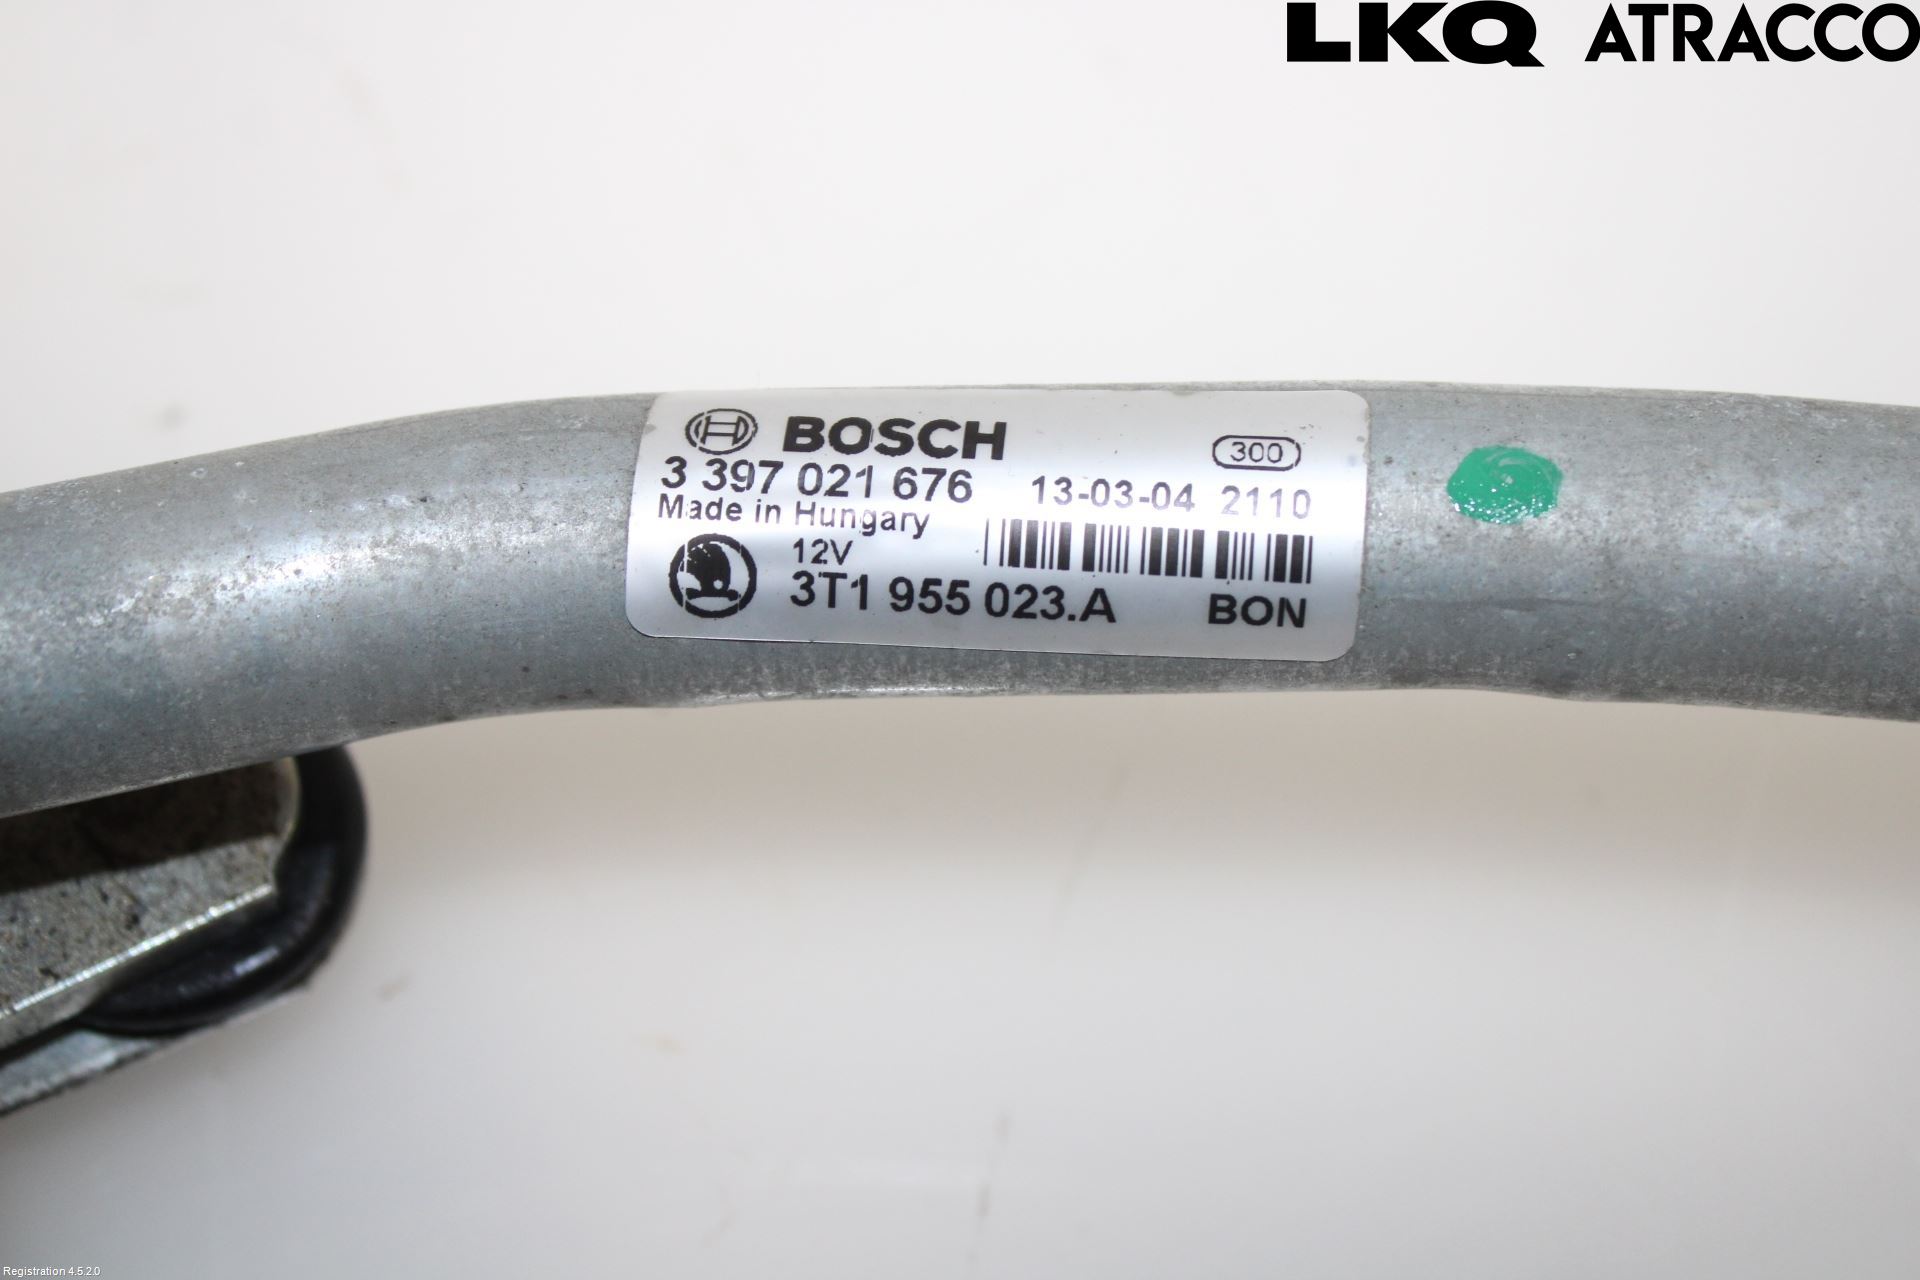 LKQ ATRACCO
BOSCH 300
3 397 021 676 13-03-04 2110
Made in Hungary
12V
3T1 955 023.A BON
Registration 4.5.2.0